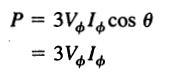 P = 3V_ϕ I_ϕ cos θ
= 3V_ϕ I_ϕ